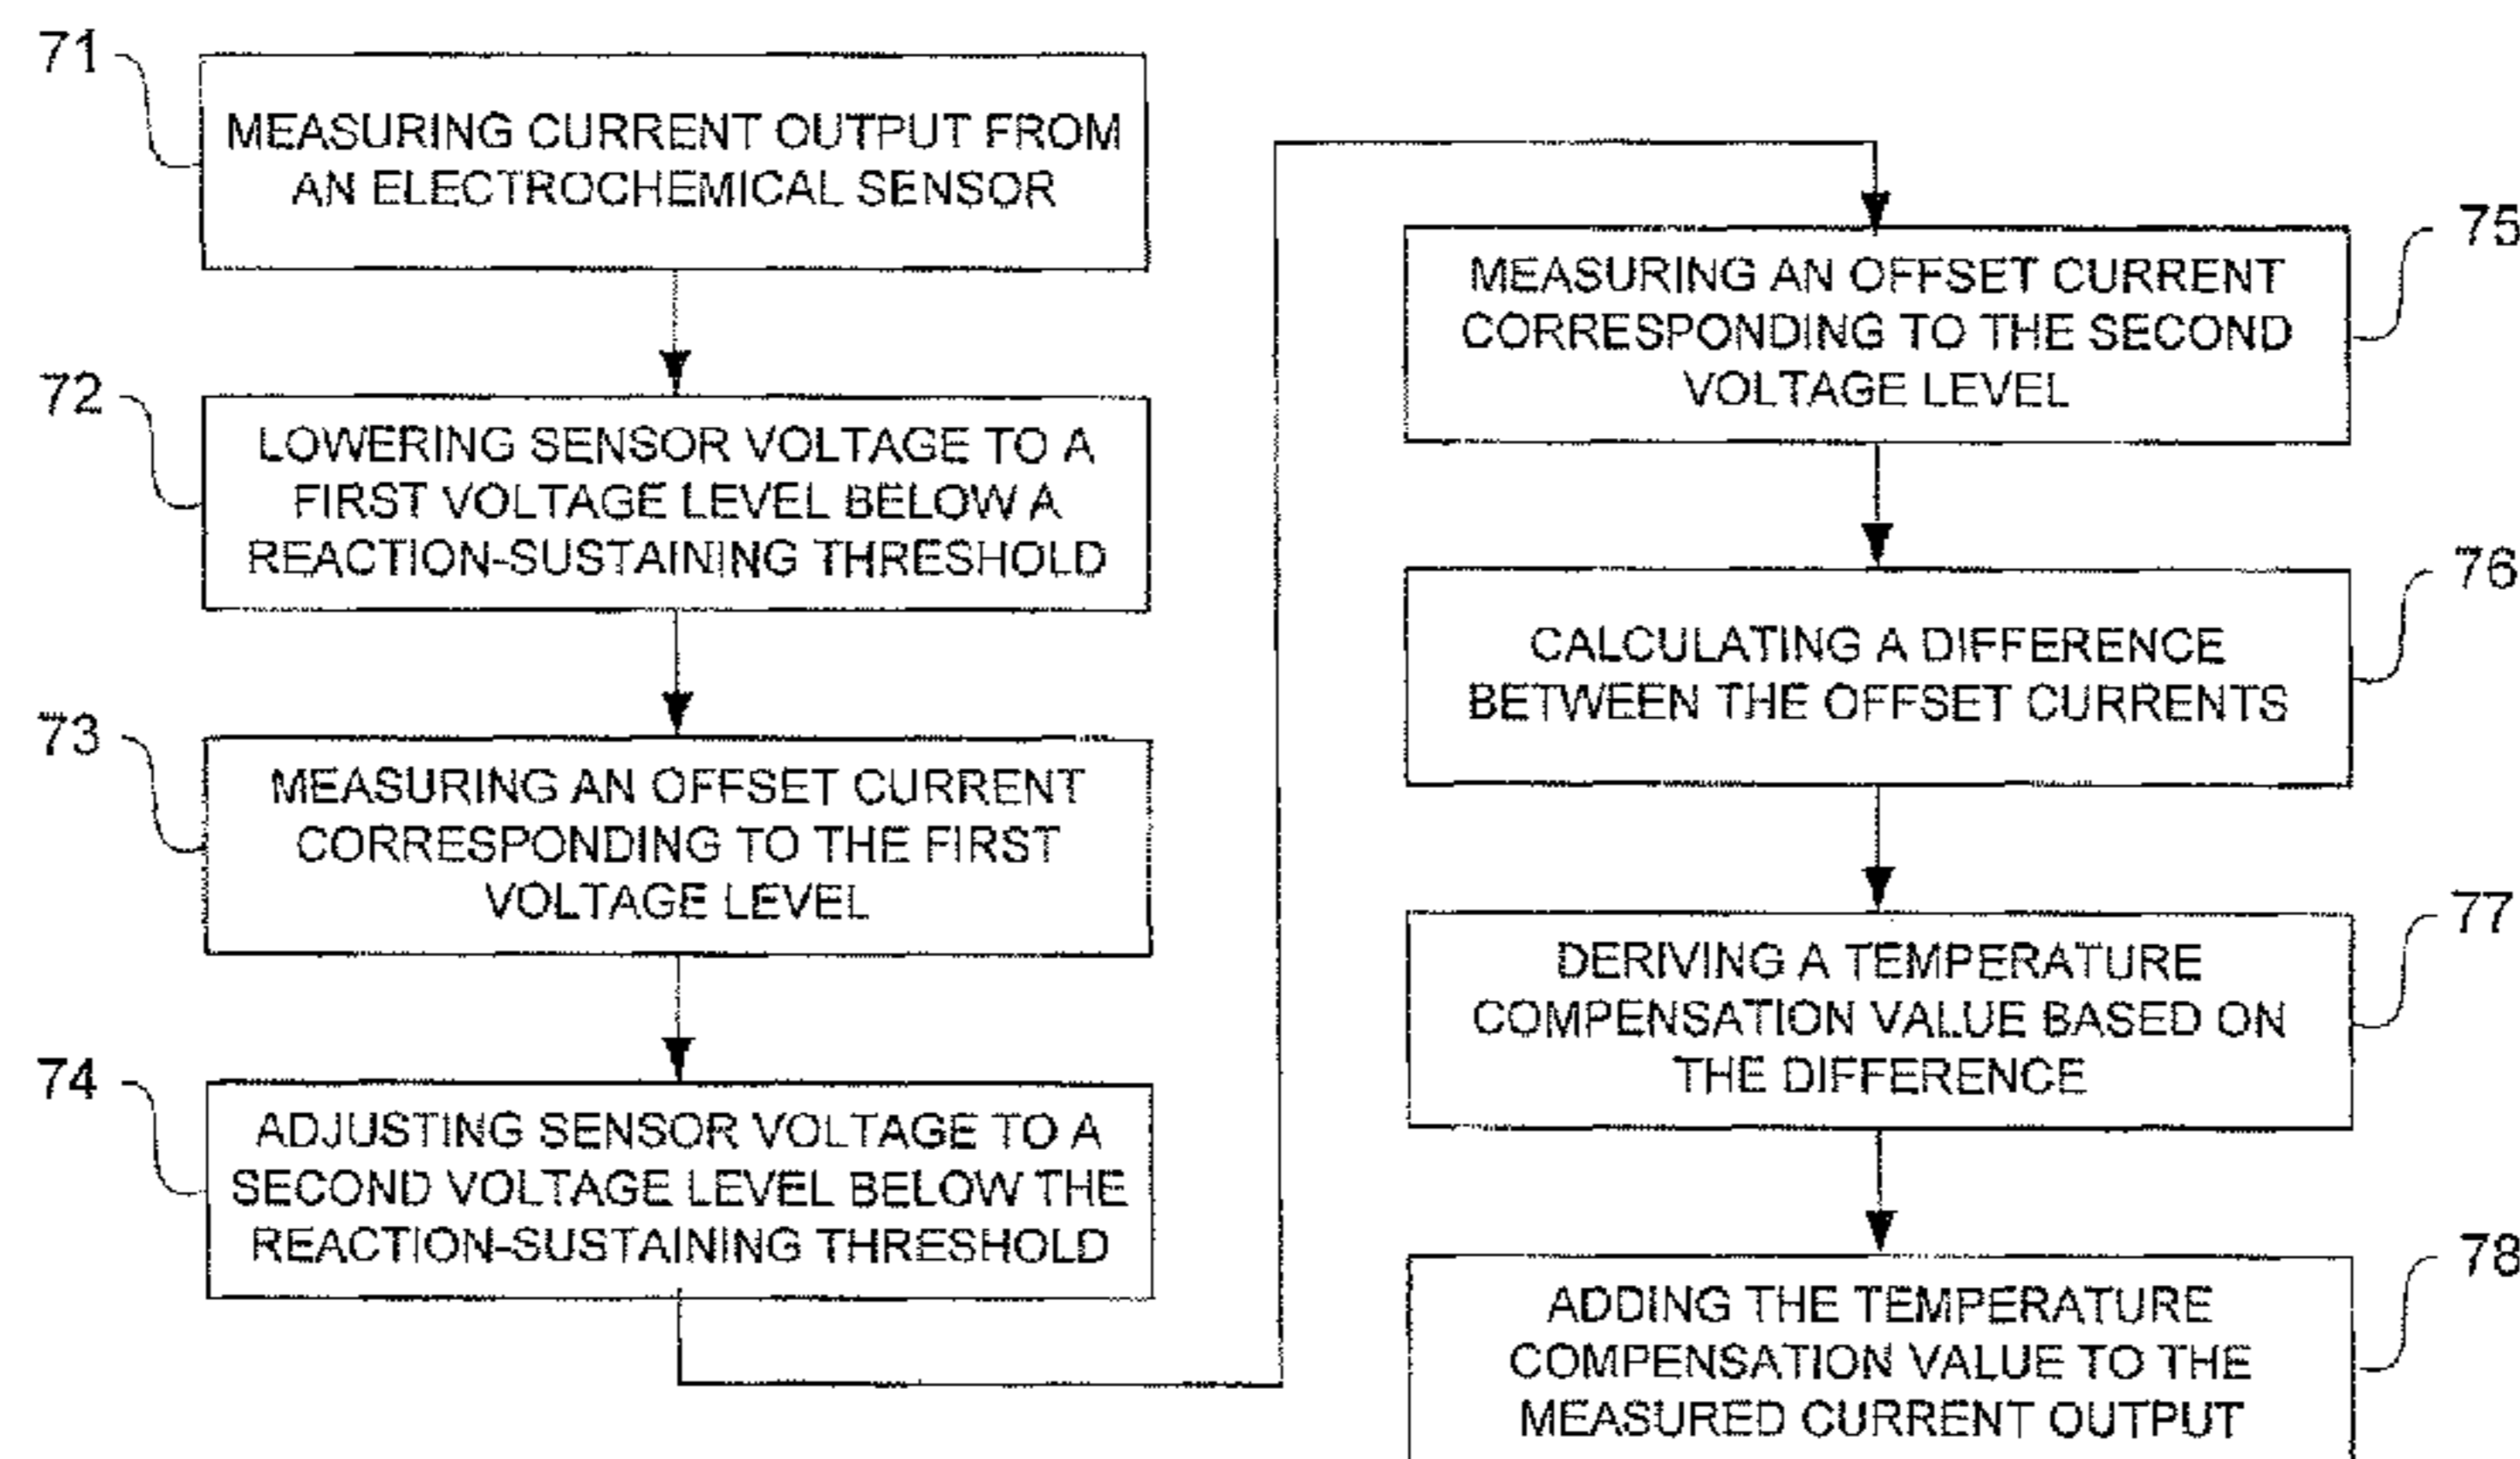 71
MEASURING CURRENT OUTPUT FROM
AN ELECTROCHEMICAL SENSOR
72
LOWERING SENSOR VOLTAGE TO A
FIRST VOLTAGE LEVEL BELOW A
REACTION-SUSTAINING THRESHOLD
73
MEASURING AN OFFSET CURRENT
CORRESPONDING TO THE FIRST
VOLTAGE LEVEL
74
ADJUSTING SENSOR VOLTAGE TO A
SECOND VOLTAGE LEVEL BELOW THE
REACTION-SUSTAINING THRESHOLD
75
MEASURING AN OFFSET CURRENT
CORRESPONDING TO THE SECOND
VOLTAGE LEVEL
76
CALCULATING A DIFFERENCE
BETWEEN THE OFFSET CURRENTS
77
DERIVING A TEMPERATURE
COMPENSATION VALUE BASED ON
THE DIFFERENCE
78
ADDING THE TEMPERATURE
COMPENSATION VALUE TO THE
MEASURED CURRENT OUTPUT